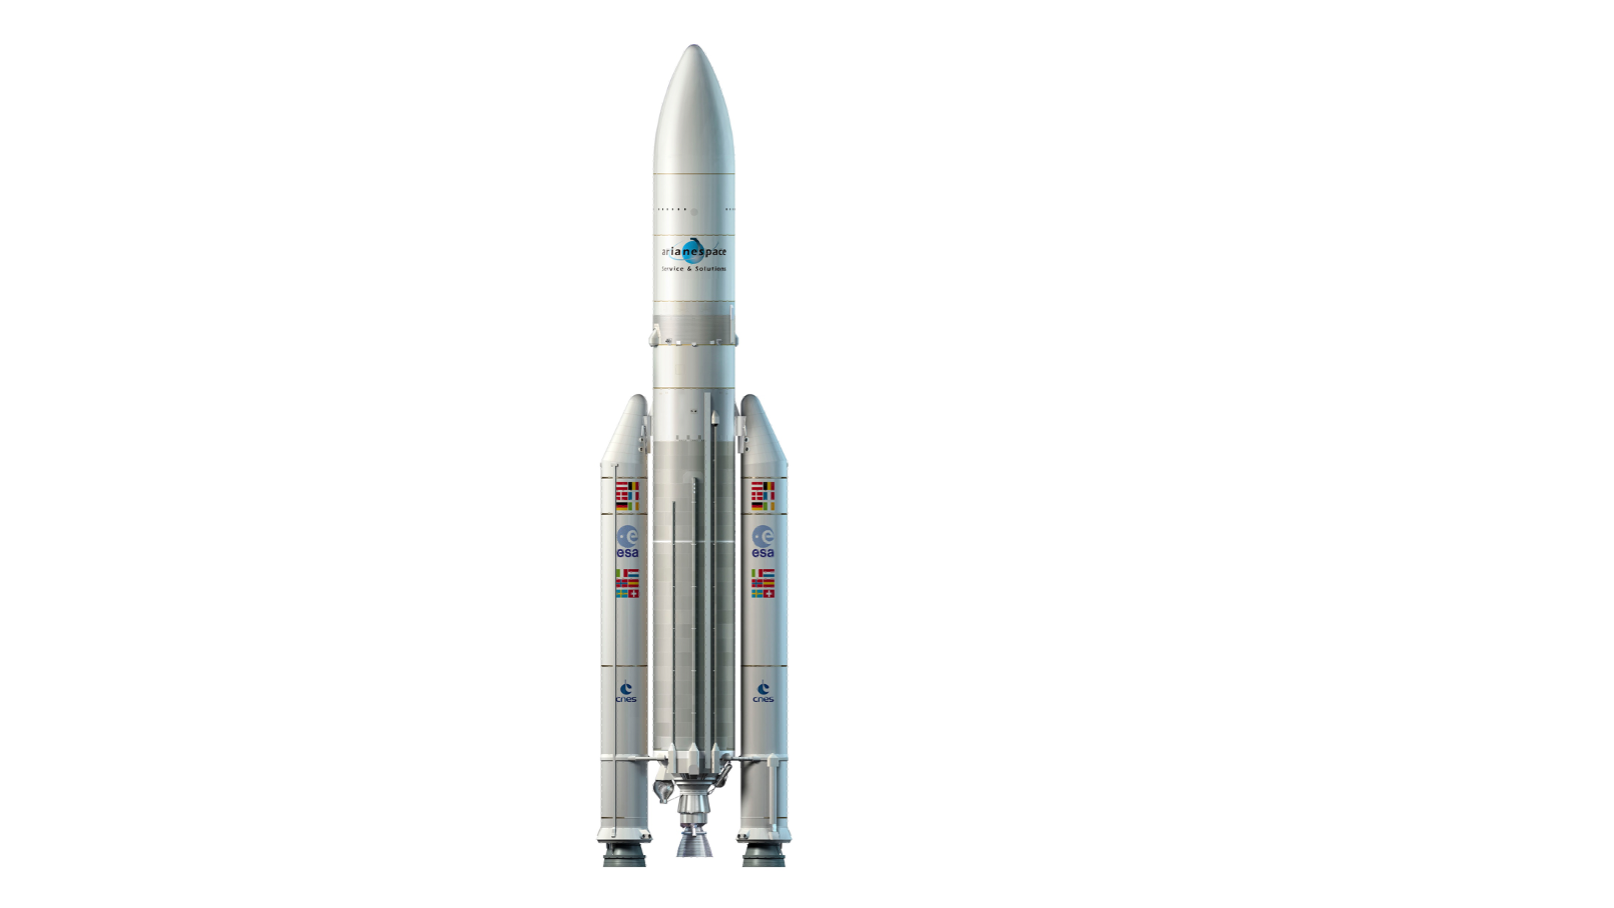 arianespace
Service & Solutions
esa
esa
cnes
cnes